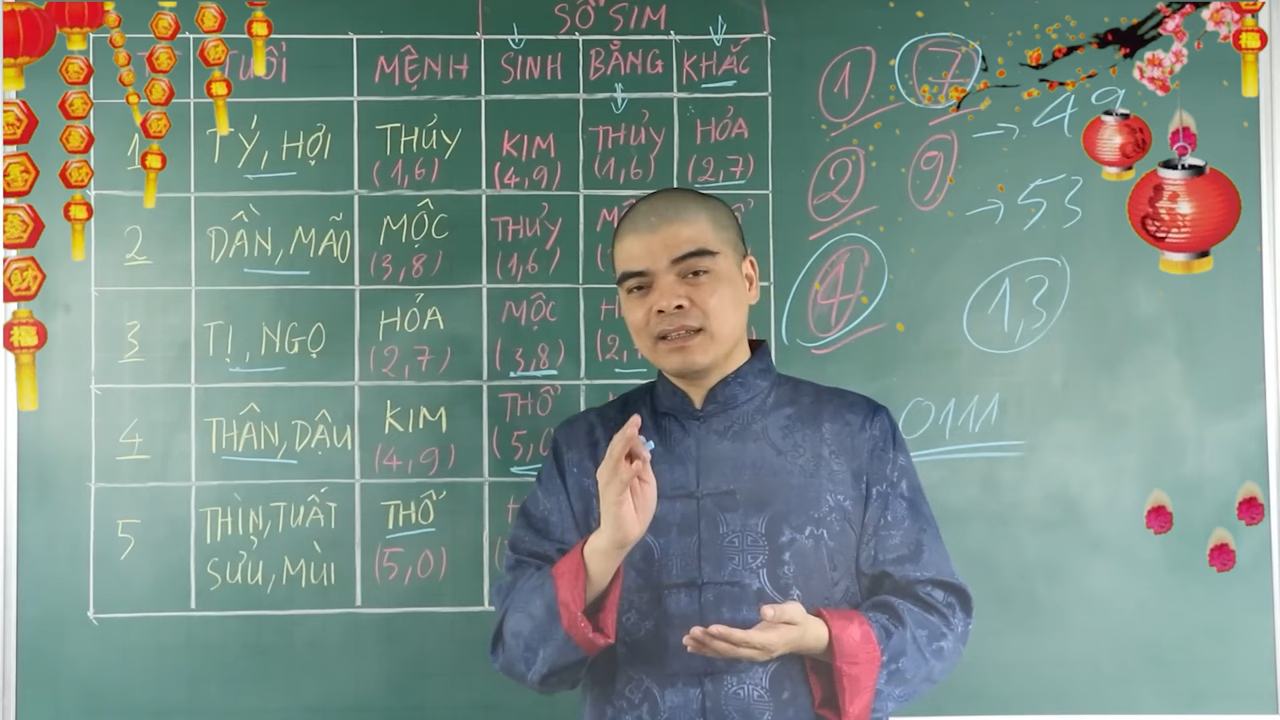 SỐ SIM
TUỔI MỆNH SINH BẰNG KHẮC
1 TÝ, HỢI THỦY (1,6) KIM (4,9) THỦY (1,6) HỎA (2,7)
2 DẦN, MÃO MỘC (3,8) THỦY (1,6)
3 TỊ, NGỌ HỎA (2,7) MỘC (3,8)
4 THÂN, DẬU KIM (4,9) THỔ
5 THÌN, TUẤT SỬU, MÙI THỔ (5,0)
1 7
2 9
4
→ 49
→ 53
1,3
0111